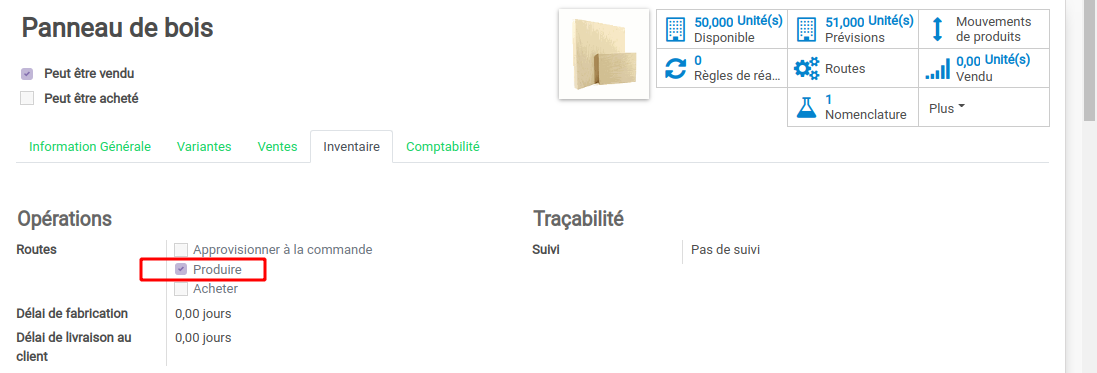 Panneau de bois
Peut être vendu
Peut être acheté
50,000 Unité(s)
Disponible
51,000 Unité(s)
Prévisions
Mouvements
de produits
0
Règles de réa...
Routes
0,00 Unité(s)
Vendu
1
Nomenclature
Plus
Information Générale Variantes Ventes Inventaire Comptabilité
Opérations
Traçabilité
Routes
Approvisionner à la commande
Produire
Acheter
Suivi Pas de suivi
Délai de fabrication 0,00 jours
Délai de livraison au 0,00 jours
client